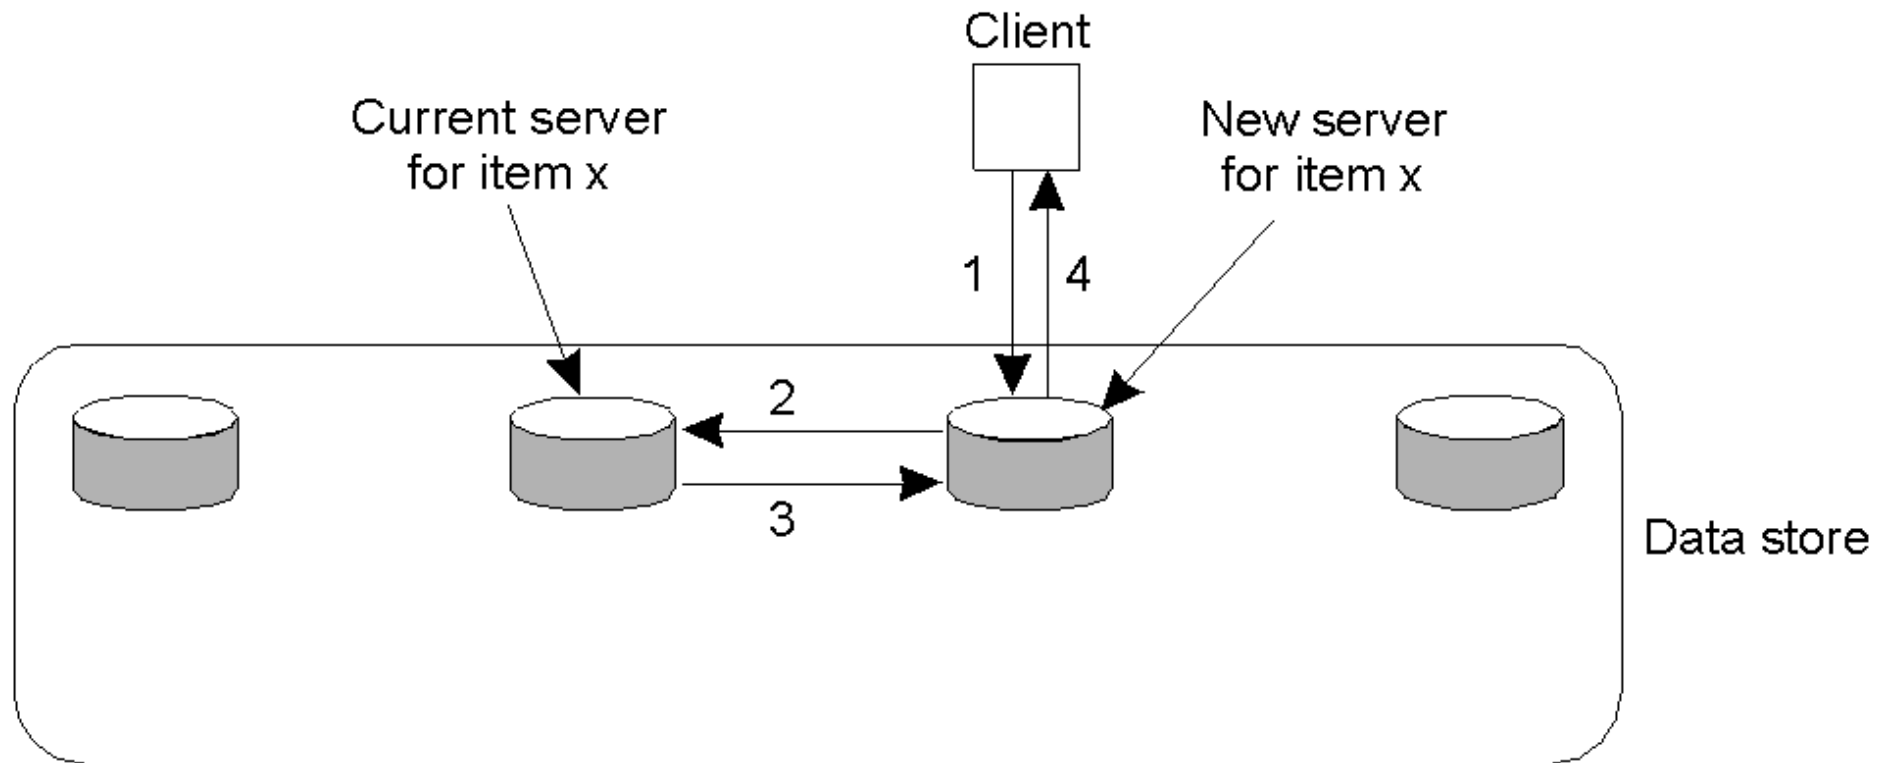 Client
Current server
for item x
New server
for item x
1
4
2
3
Data store